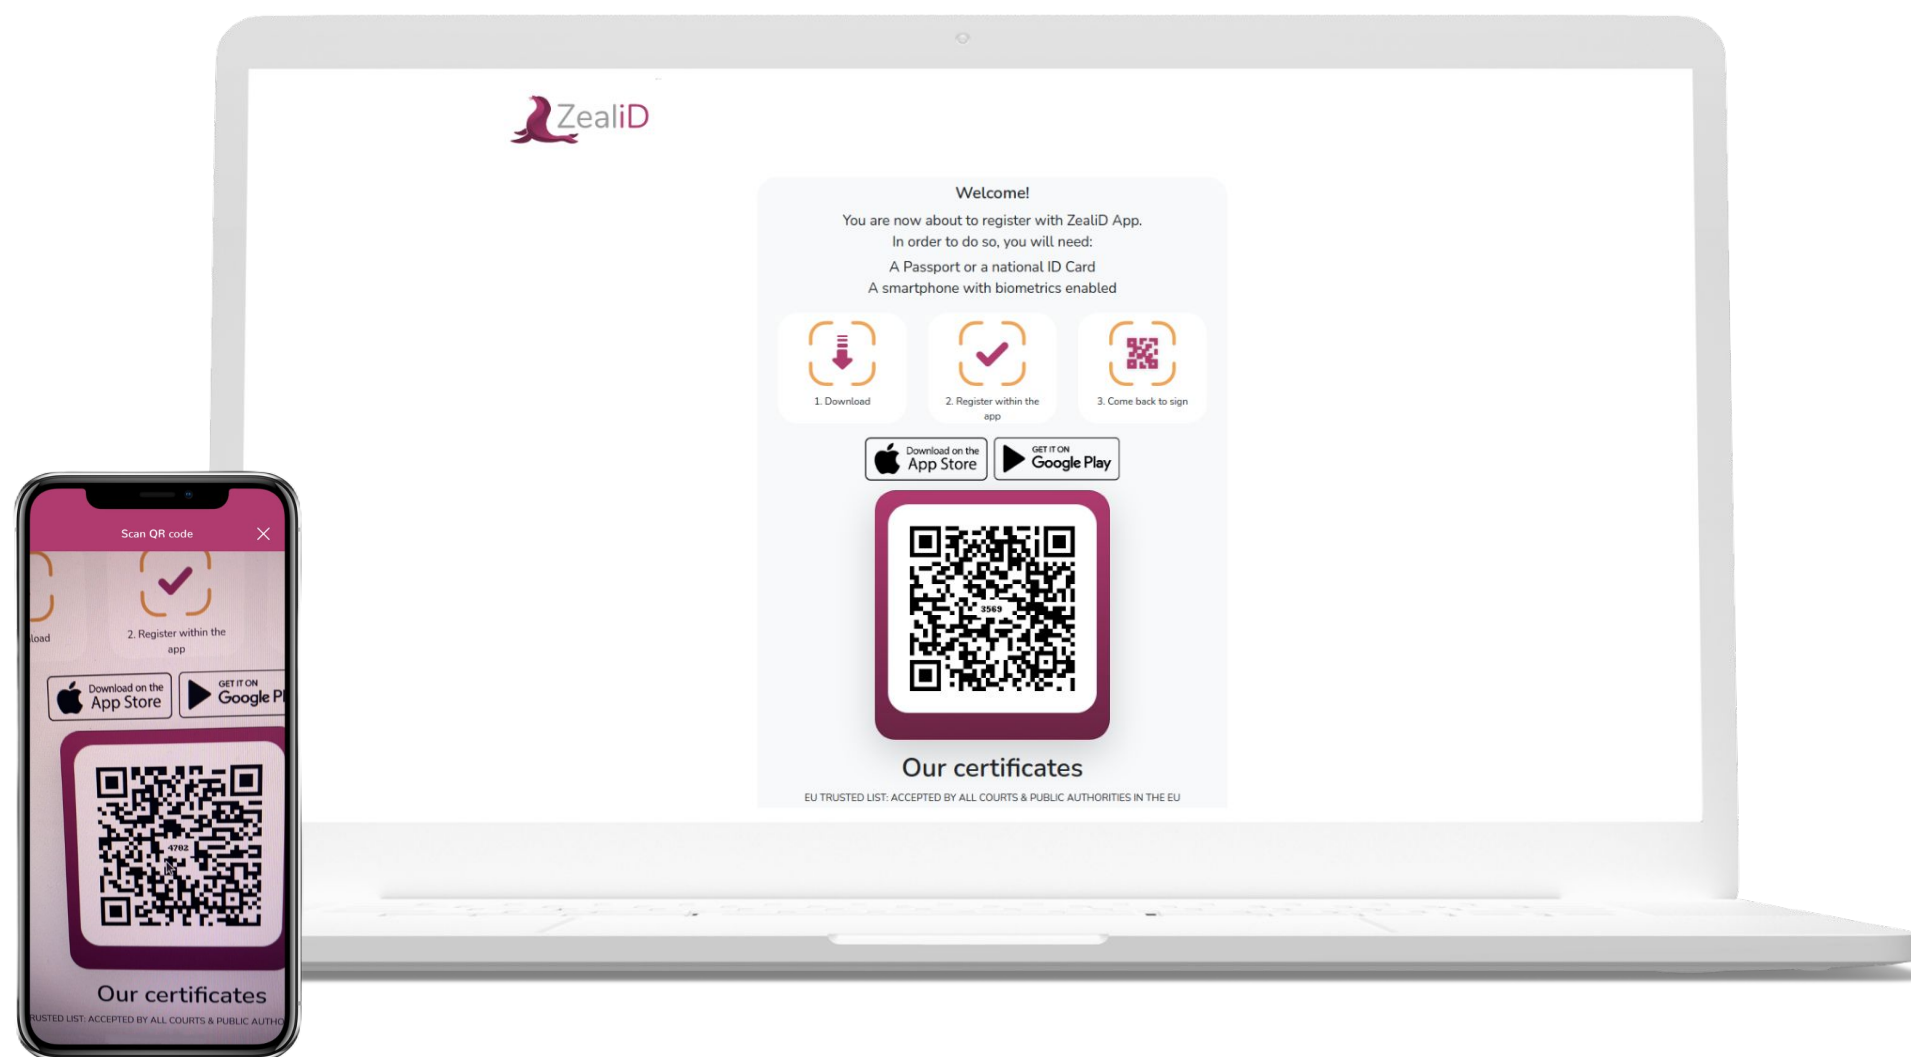 ZealiD
Welcome!
You are now about to register with ZealiD App.
In order to do so, you will need:
A Passport or a national ID Card
A smartphone with biometrics enabled
1. Download
2. Register within the
app
3. Come back to sign
Download on the
App Store
GET IT ON
Google Play
3569
Our certificates
EU TRUSTED LIST: ACCEPTED BY ALL COURTS & PUBLIC AUTHORITIES IN THE EU
Scan QR code
load
2. Register within the
app
Download on the
App Store
GET IT ON
Google Pl
4702
Our certificates
RUSTED LIST: ACCEPTED BY ALL COURTS & PUBLIC AUTHO